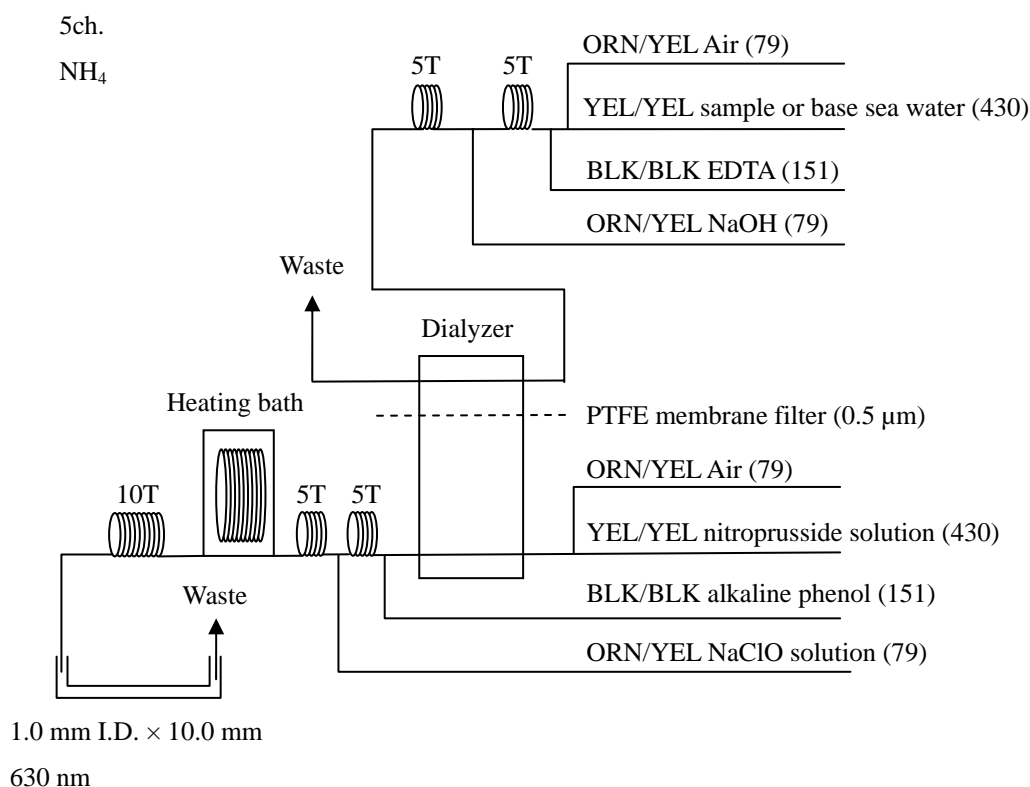 5ch.
NH₄
5T
5T
ORN/YEL Air (79)
YEL/YEL sample or base sea water (430)
BLK/BLK EDTA (151)
ORN/YEL NaOH (79)
Waste
Dialyzer
Heating bath
PTFE membrane filter (0.5 μm)
ORN/YEL Air (79)
10T
5T
5T
YEL/YEL nitroprusside solution (430)
Waste
BLK/BLK alkaline phenol (151)
ORN/YEL NaClO solution (79)
1.0 mm I.D. × 10.0 mm
630 nm